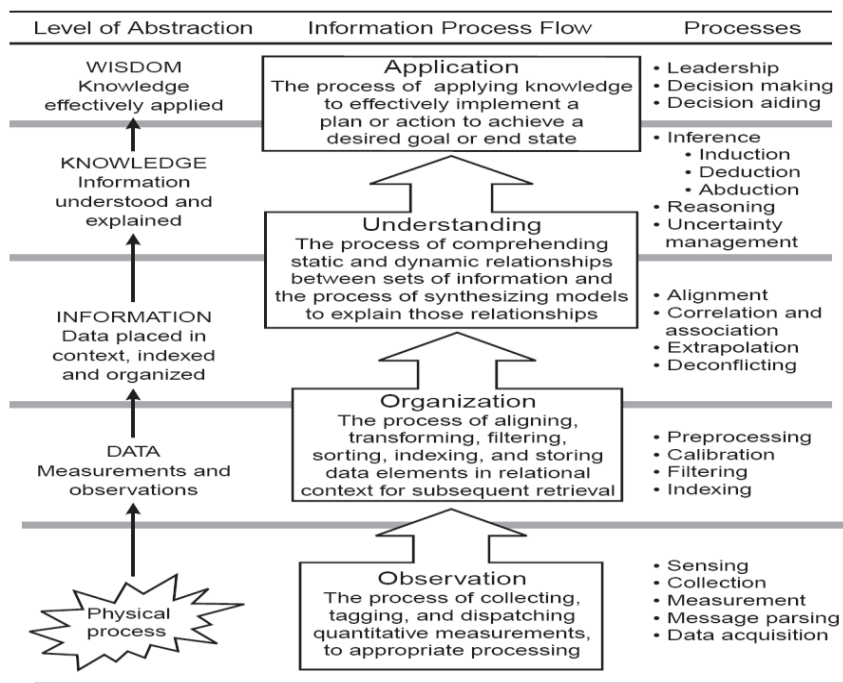 Level of Abstraction
Information Process Flow
Processes
WISDOM
Knowledge
effectively applied
Application
The process of applying knowledge
to effectively implement a
plan or action to achieve a
desired goal or end state
• Leadership
• Decision making
• Decision aiding
KNOWLEDGE
Information
understood and
explained
Understanding
The process of comprehending
static and dynamic relationships
between sets of information and
the process of synthesizing models
to explain those relationships
• Inference
• Induction
• Deduction
• Abduction
• Reasoning
• Uncertainty
management
INFORMATION
Data placed in
context, indexed
and organized
Organization
The process of aligning,
transforming, filtering,
sorting, indexing, and storing
data elements in relational
context for subsequent retrieval
• Alignment
• Correlation and
association
• Extrapolation
• Deconflicting
DATA
Measurements and
observations
• Preprocessing
• Calibration
• Filtering
• Indexing
Physical
process
Observation
The process of collecting,
tagging, and dispatching
quantitative measurements,
to appropriate processing
• Sensing
• Collection
• Measurement
• Message parsing
• Data acquisition